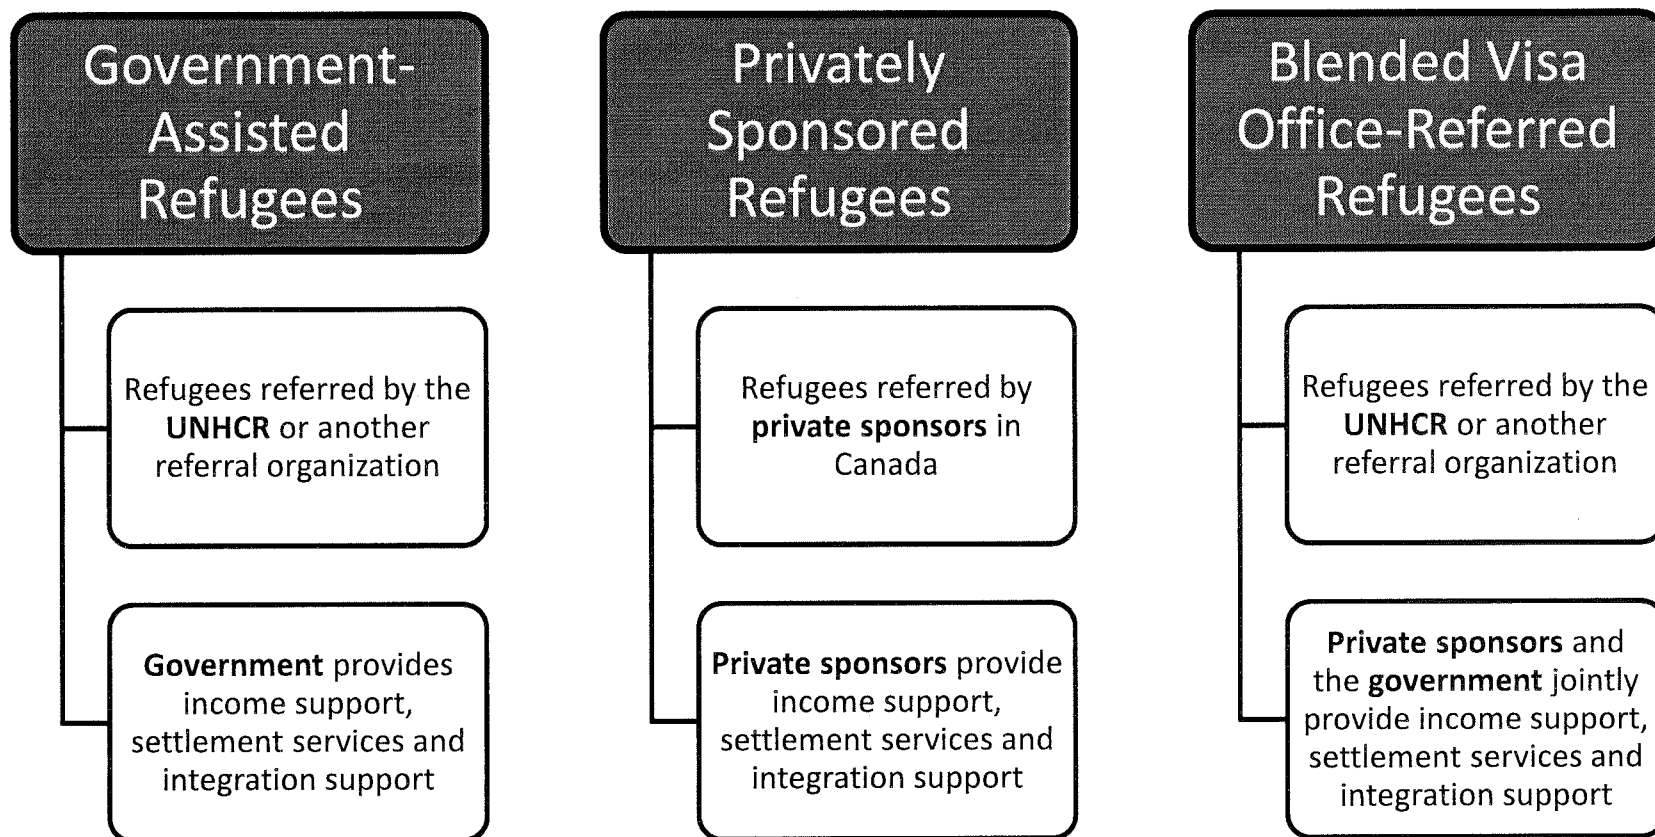 Government-
Assisted
Refugees
Refugees referred by the
UNHCR or another
referral organization
Government provides
income support,
settlement services and
integration support
Privately
Sponsored
Refugees
Refugees referred by
private sponsors in
Canada
Private sponsors provide
income support,
settlement services and
integration support
Blended Visa
Office-Referred
Refugees
Refugees referred by the
UNHCR or another
referral organization
Private sponsors and
the government jointly
provide income support,
settlement services and
integration support